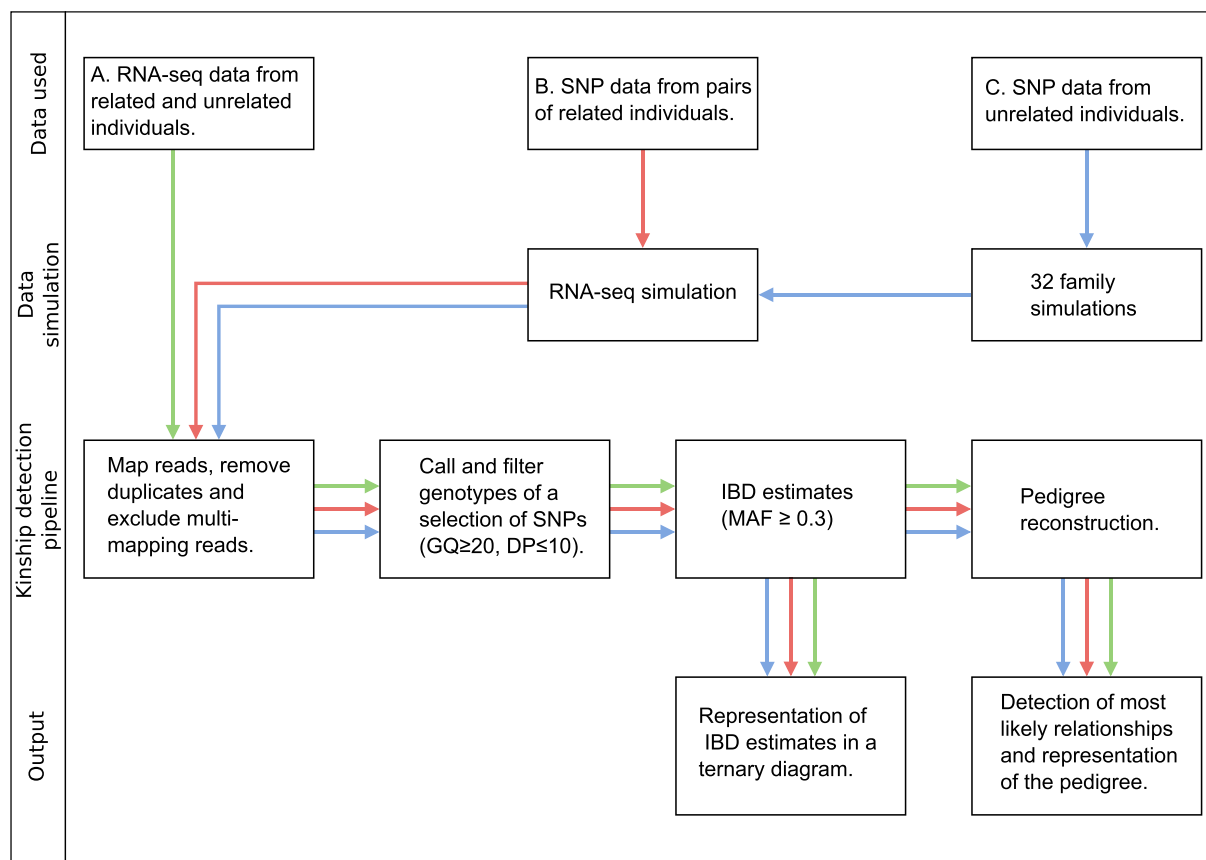 Data used
A. RNA-seq data from
related and unrelated
individuals.
B. SNP data from pairs
of related individuals.
C. SNP data from
unrelated individuals.
Data
simulation
RNA-seq simulation
32 family
simulations
Kinship detection
pipeline
Map reads, remove
duplicates and
exclude multi-
mapping reads.
Call and filter
genotypes of a
selection of SNPs
(GQ≥20, DP≤10).
IBD estimates
(MAF ≥ 0.3)
Pedigree
reconstruction.
Output
Representation of
IBD estimates in a
ternary diagram.
Detection of most
likely relationships
and representation
of the pedigree.